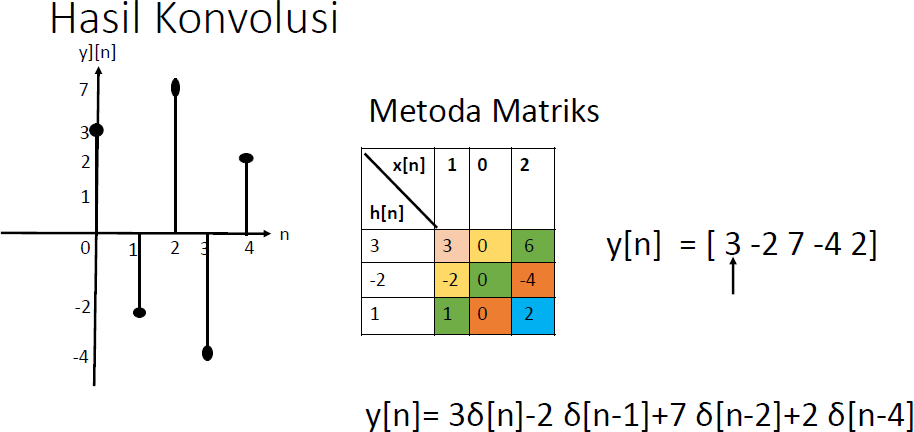 Hasil Konvolusi
y][n]
7
3
2
1
0 1 2 3 4 n
-2
-4
Metoda Matriks
x[n] 1 0 2
h[n]
3 3 0 6
-2 -2 0 -4
1 1 0 2
y[n] = [ 3 -2 7 -4 2]
y[n]= 3δ[n]-2 δ[n-1]+7 δ[n-2]+2 δ[n-4]